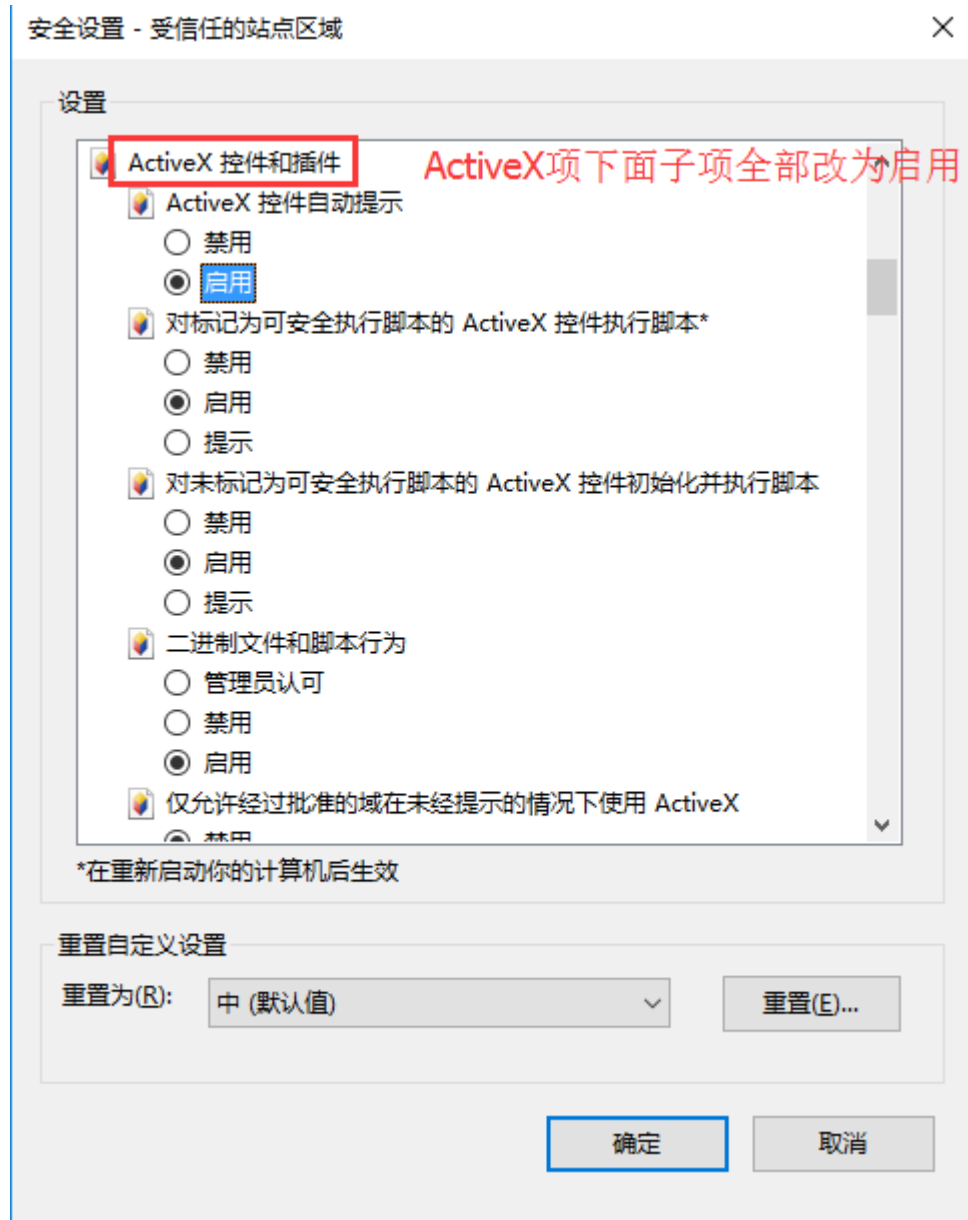 安全设置 - 受信任的站点区域
设置
ActiveX 控件和插件
ActiveX项下面子项全部改为启用
ActiveX 控件自动提示
禁用
启用
对标记为可安全执行脚本的 ActiveX 控件执行脚本*
禁用
启用
提示
对未标记为可安全执行脚本的 ActiveX 控件初始化并执行脚本
禁用
启用
提示
二进制文件和脚本行为
管理员认可
禁用
启用
仅允许经过批准的域在未经提示的情况下使用 ActiveX
禁用
*在重新启动你的计算机后生效
重置自定义设置
重置为(R):
中 (默认值)
重置(E)...
确定
取消